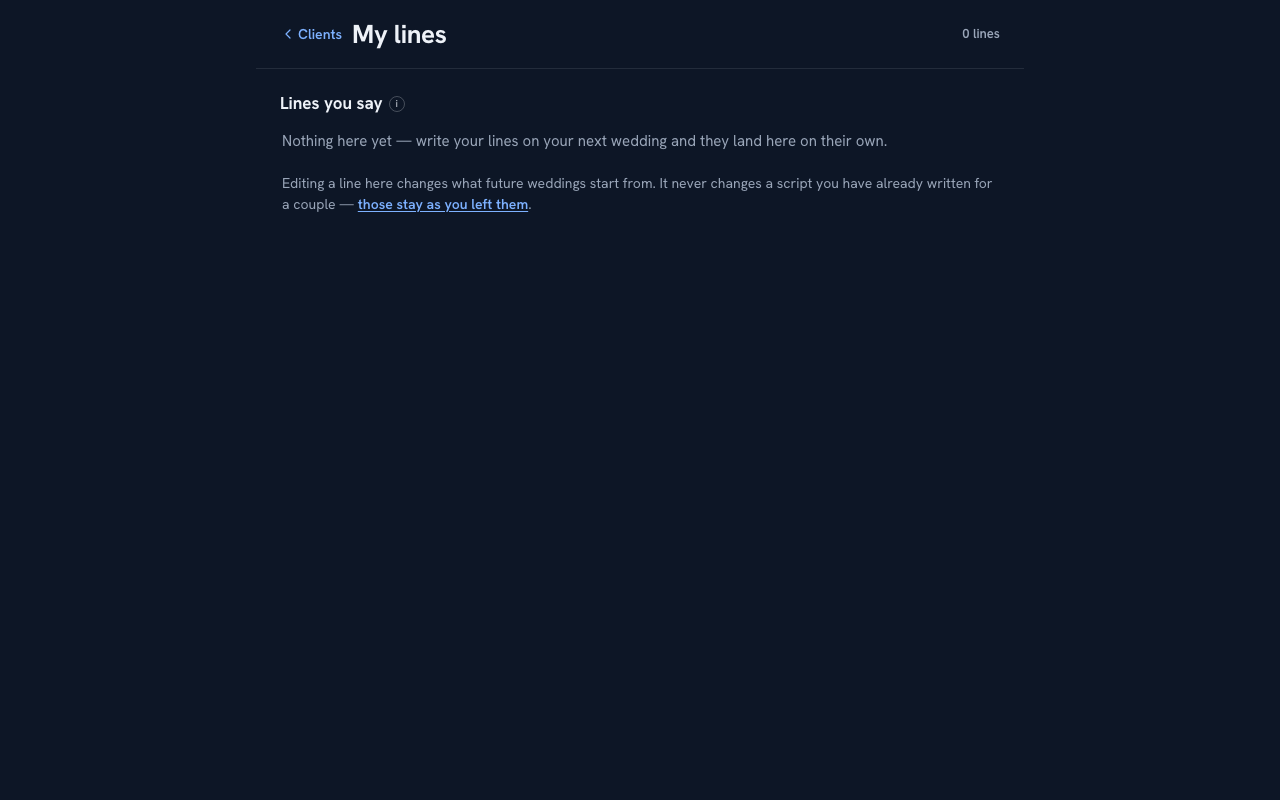 Clients My lines 0 lines
Lines you say i
Nothing here yet — write your lines on your next wedding and they land here on their own.
Editing a line here changes what future weddings start from. It never changes a script you have already written for
a couple — those stay as you left them.